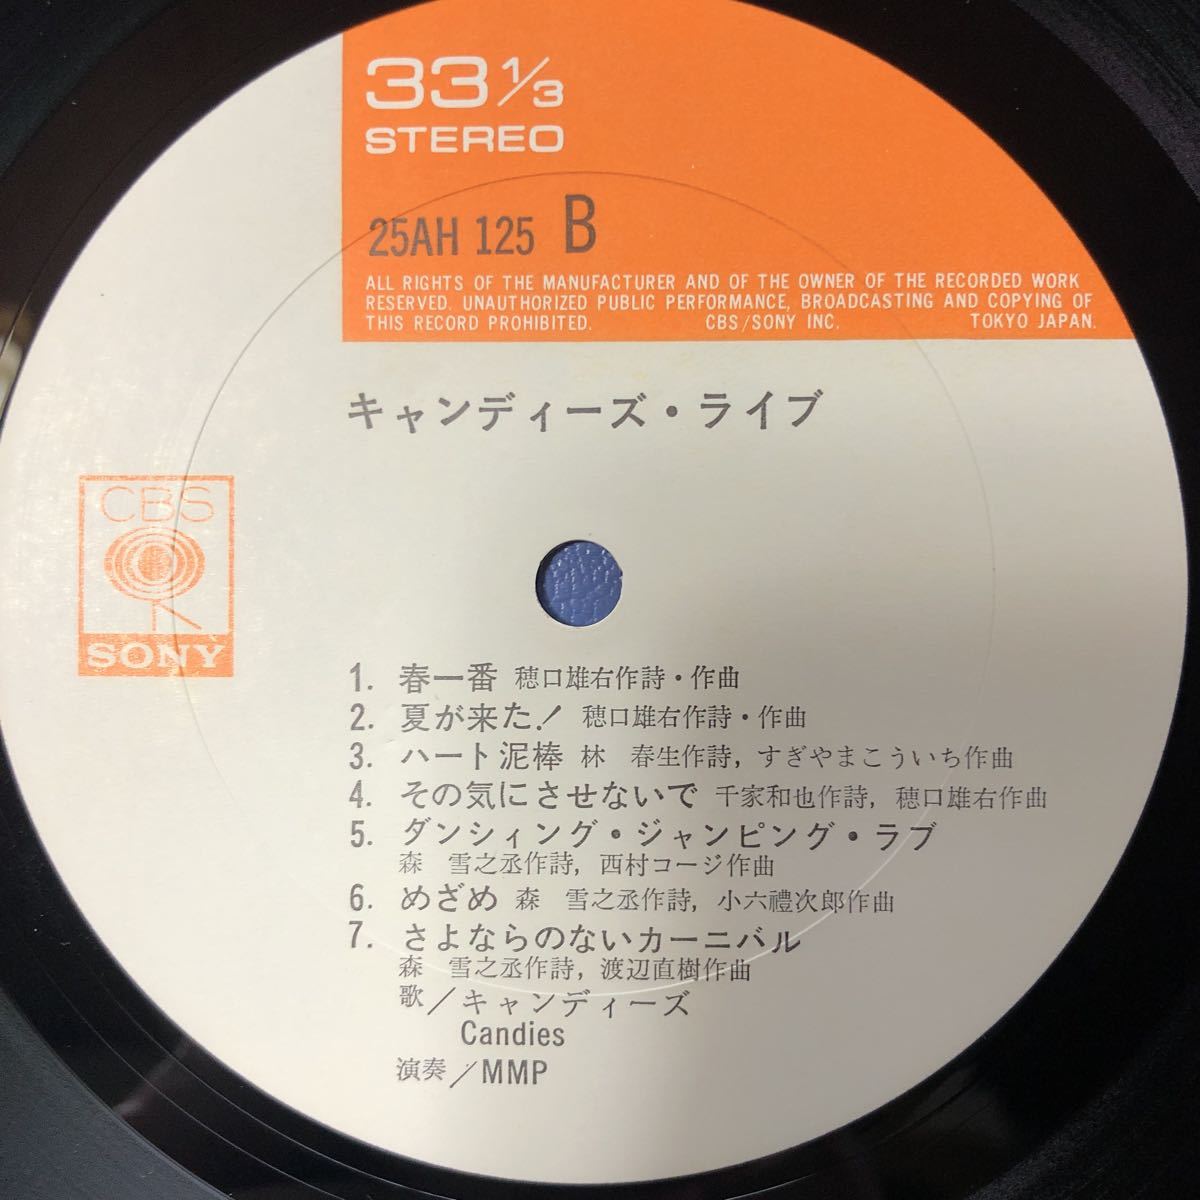 33 1/3
STEREO
25AH 125 B
ALL RIGHTS OF THE MANUFACTURER AND OF THE OWNER OF THE RECORDED WORK
RESERVED. UNAUTHORIZED PUBLIC PERFORMANCE, BROADCASTING AND COPYING OF
THIS RECORD PROHIBITED. CBS/SONY INC. TOKYO JAPAN.
キャンディーズ・ライブ
CBS
SONY
1. 春一番 穂口雄右作詩・作曲
2. 夏が来た! 穂口雄右作詩・作曲
3. ハート泥棒 林 春生作詩, すぎやまこういち作曲
4. その気にさせないで 千家和也作詩, 穂口雄右作曲
5. ダンシィング・ジャンピング・ラブ
森 雪之丞作詩, 西村コージ作曲
6. めざめ 森 雪之丞作詩, 小六禮次郎作曲
7. さよならのないカーニバル
森 雪之丞作詩, 渡辺直樹作曲
歌/キャンディーズ
Candies
演奏/MMP